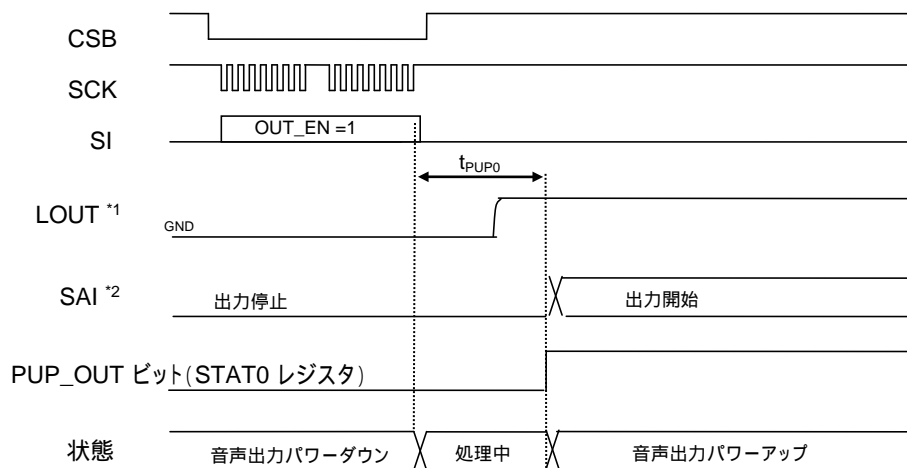 CSB
SCK
SI
OUT_EN =1
tPUP0
LOUT *1
GND
SAI *2
出力停止
出力開始
PUP_OUT ビット(STAT0 レジスタ)
状態
音声出力パワーダウン
処理中
音声出力パワーアップ